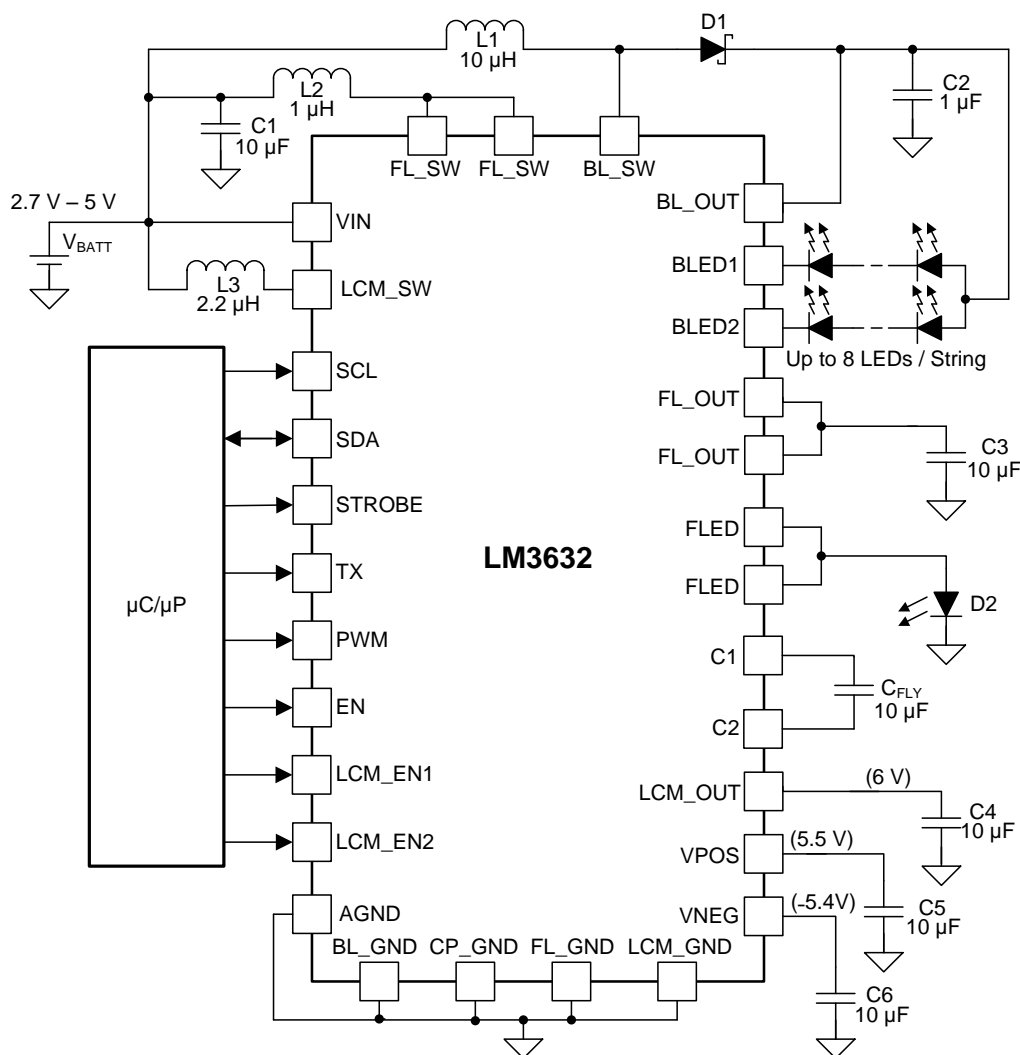 L1
10 µH
D1
L2
1 µH
C1
10 µF
C2
1 µF
FL_SW
FL_SW
BL_SW
2.7 V – 5 V
VBATT
VIN
BL_OUT
L3
2.2 µH
LCM_SW
BLED1
BLED2
Up to 8 LEDs / String
µC/µP
SCL
SDA
STROBE
TX
PWM
EN
LCM_EN1
LCM_EN2
AGND
LM3632
FL_OUT
FL_OUT
C3
10 µF
FLED
FLED
D2
C1
C2
CFLY
10 µF
LCM_OUT
(6 V)
C4
10 µF
VPOS
(5.5 V)
C5
10 µF
VNEG
(-5.4V)
C6
10 µF
BL_GND
CP_GND
FL_GND
LCM_GND